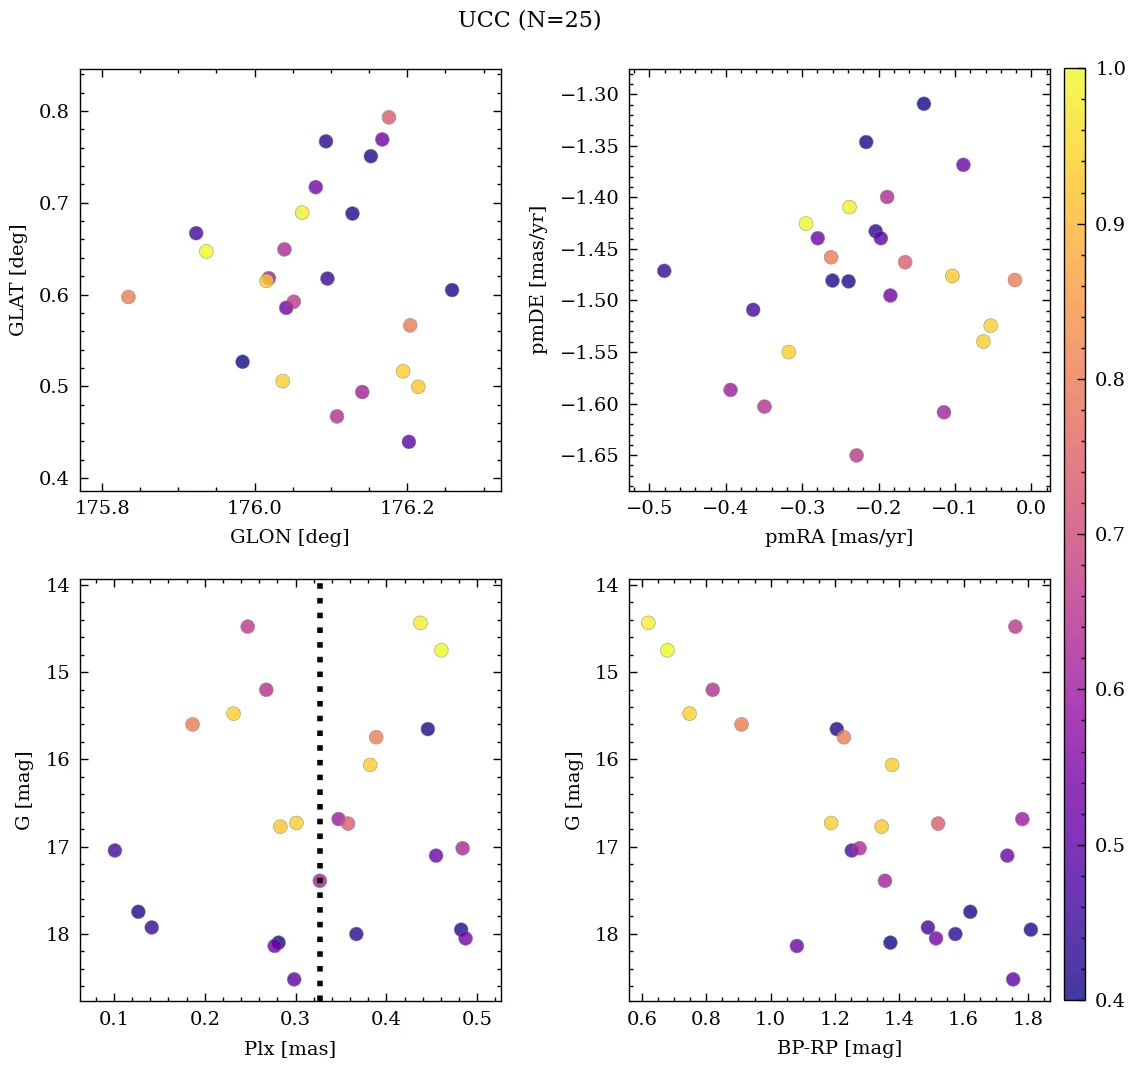 UCC (N=25)
0.8
0.7
0.6
0.5
0.4
GLAT [deg]
175.8 176.0 176.2
GLON [deg]
−1.30
−1.35
−1.40
−1.45
−1.50
−1.55
−1.60
−1.65
pmDE [mas/yr]
−0.5 −0.4 −0.3 −0.2 −0.1 0.0
pmRA [mas/yr]
14
15
16
17
18
G [mag]
0.1 0.2 0.3 0.4 0.5
Plx [mas]
14
15
16
17
18
G [mag]
0.6 0.8 1.0 1.2 1.4 1.6 1.8
BP-RP [mag]
1.0
0.9
0.8
0.7
0.6
0.5
0.4